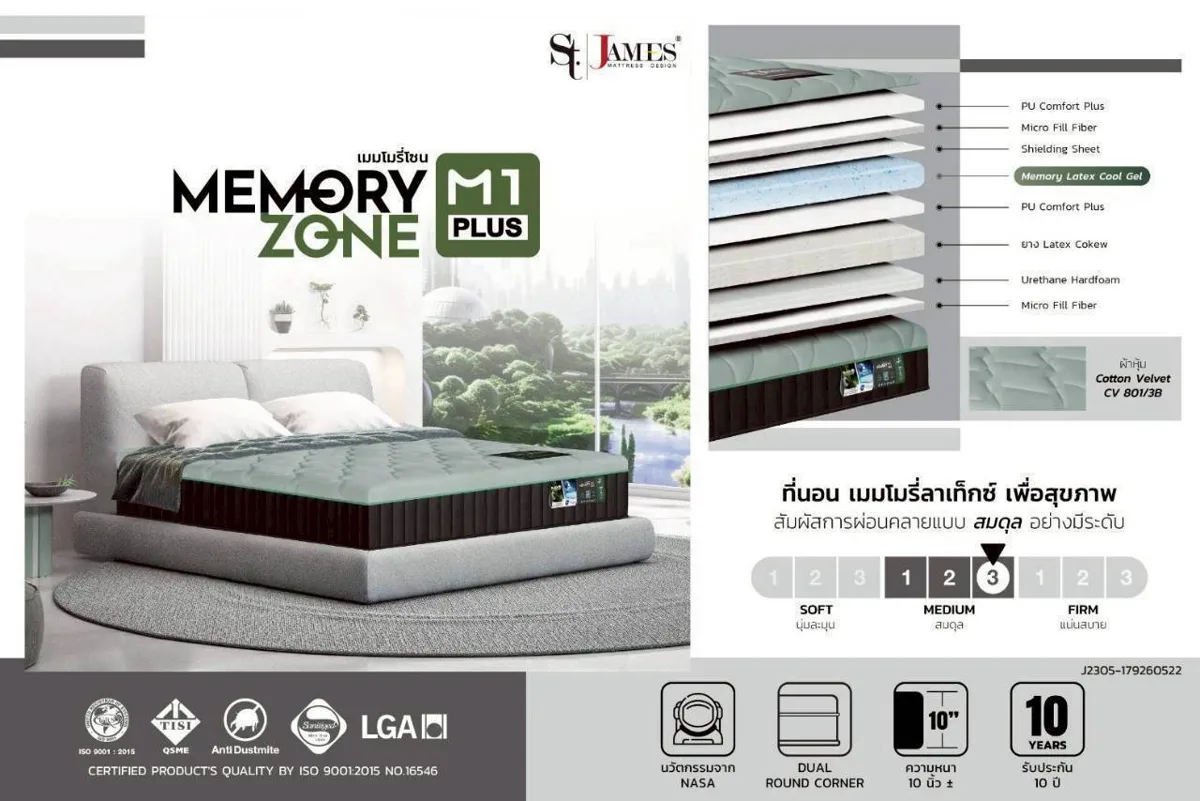 St. JAMES®
MATTRESS DESIGN
เมมโมรี่โซน
MEMORY
ZONE
M1
PLUS
PU Comfort Plus
Micro Fill Fiber
Shielding Sheet
Memory Latex Cool Gel
PU Comfort Plus
ยาง Latex Cokew
Urethane Hardfoam
Micro Fill Fiber
ผ้าหุ้ม
Cotton Velvet
CV 801/3B
ที่นอน เมมโมรี่ลาเท็กซ์ เพื่อสุขภาพ
สัมผัสการผ่อนคลายแบบ สมดุล อย่างมีระดับ
1 2 3 1 2 3 1 2 3
SOFT MEDIUM FIRM
นุ่มละมุน สมดุล แน่นสบาย
J2305-179260522
TISI
Sanitized
LGA
ISO 9001 : 2015 QSME Anti Dustmite
CERTIFIED PRODUCT'S QUALITY BY ISO 9001:2015 NO.16546
10"
10
YEARS
นวัตกรรมจาก
NASA
DUAL
ROUND CORNER
ความหนา
10 นิ้ว ±
รับประกัน
10 ปี